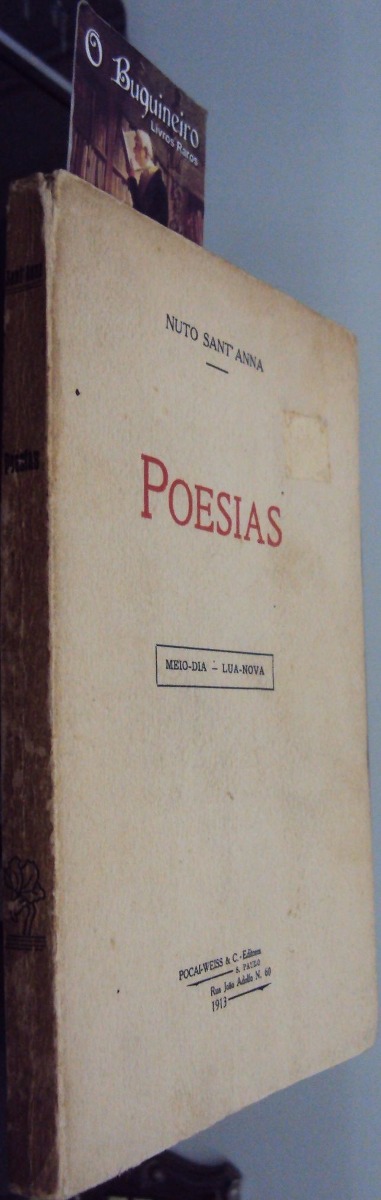 O Buquineiro
Livros Raros
NUTO SANT'ANNA
POESIAS
MEIO-DIA – LUA-NOVA
POCAI-WEISS & C.-Editores
S. PAULO
Rua João Adolfo N. 60
1913
POESIAS